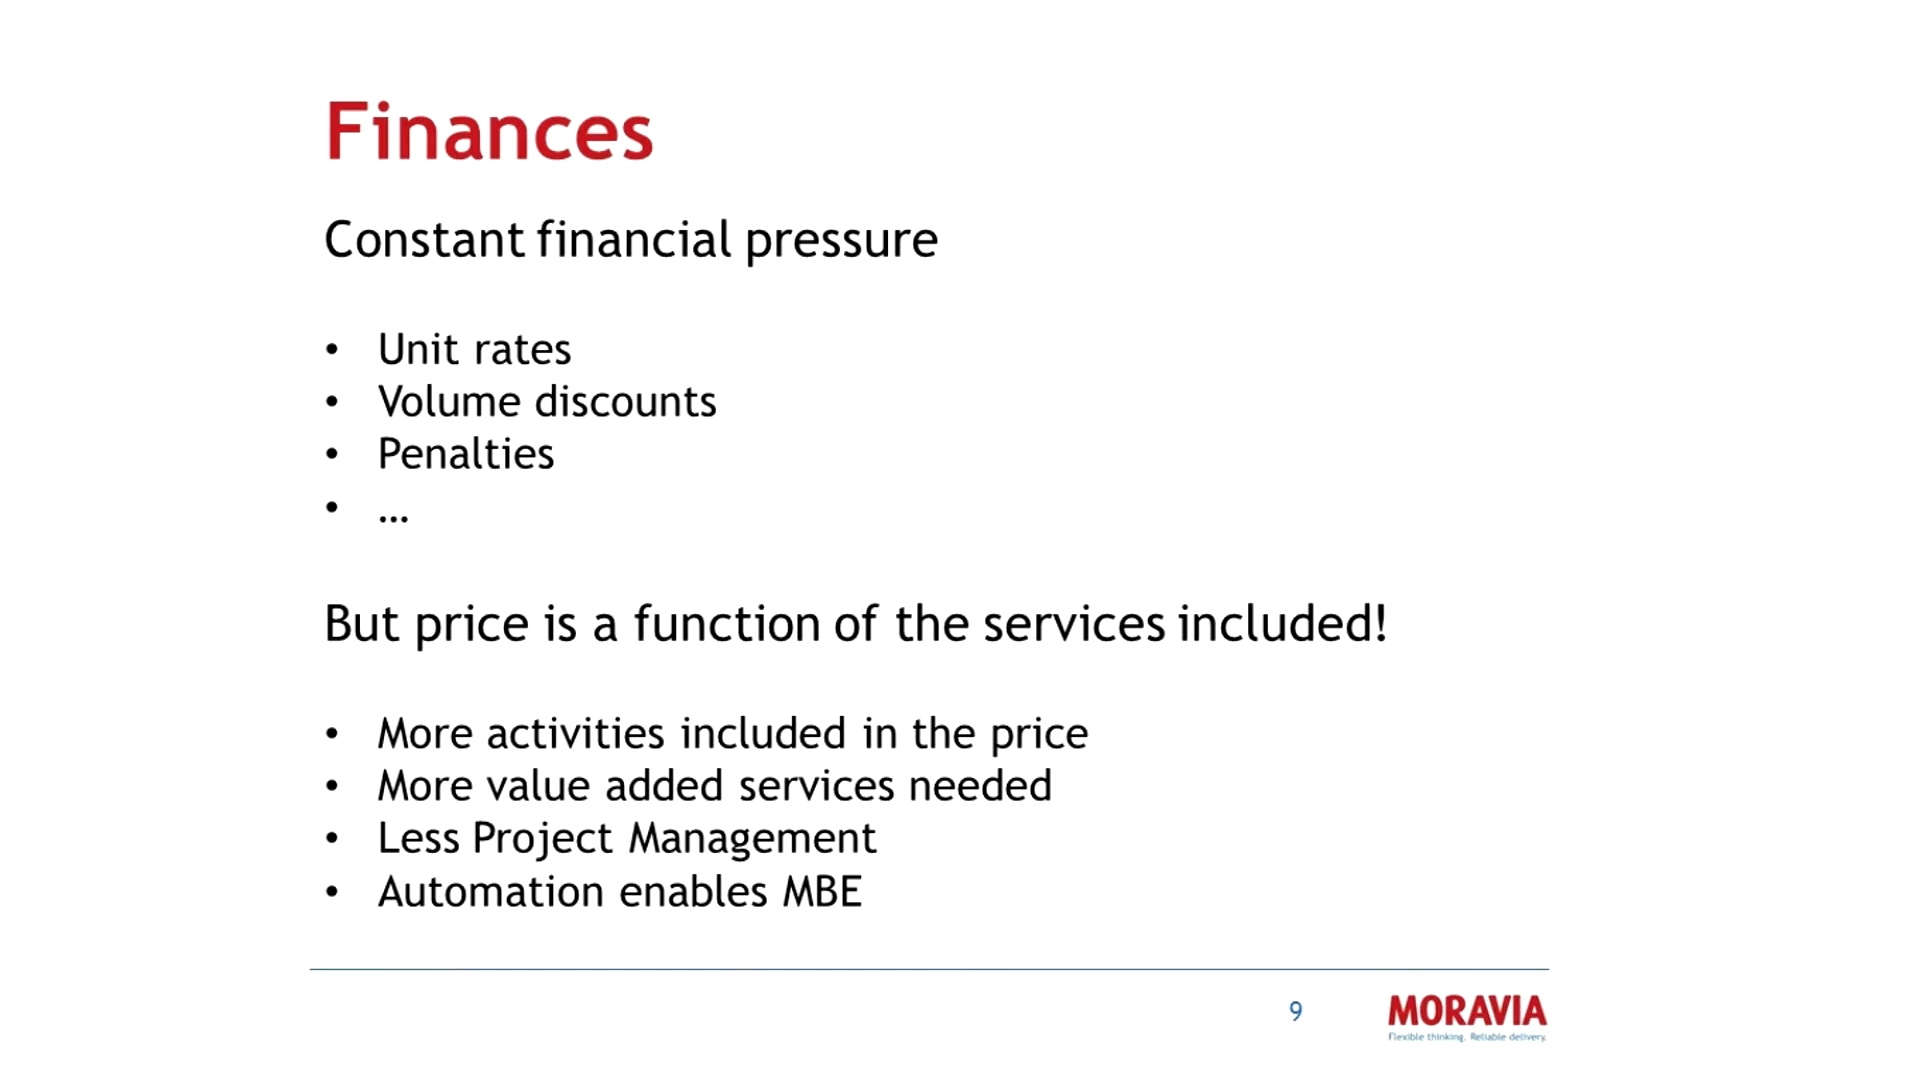 Finances
Constant financial pressure
• Unit rates
• Volume discounts
• Penalties
• ...
But price is a function of the services included!
• More activities included in the price
• More value added services needed
• Less Project Management
• Automation enables MBE
9
MORAVIA
Flexible thinking. Reliable delivery.